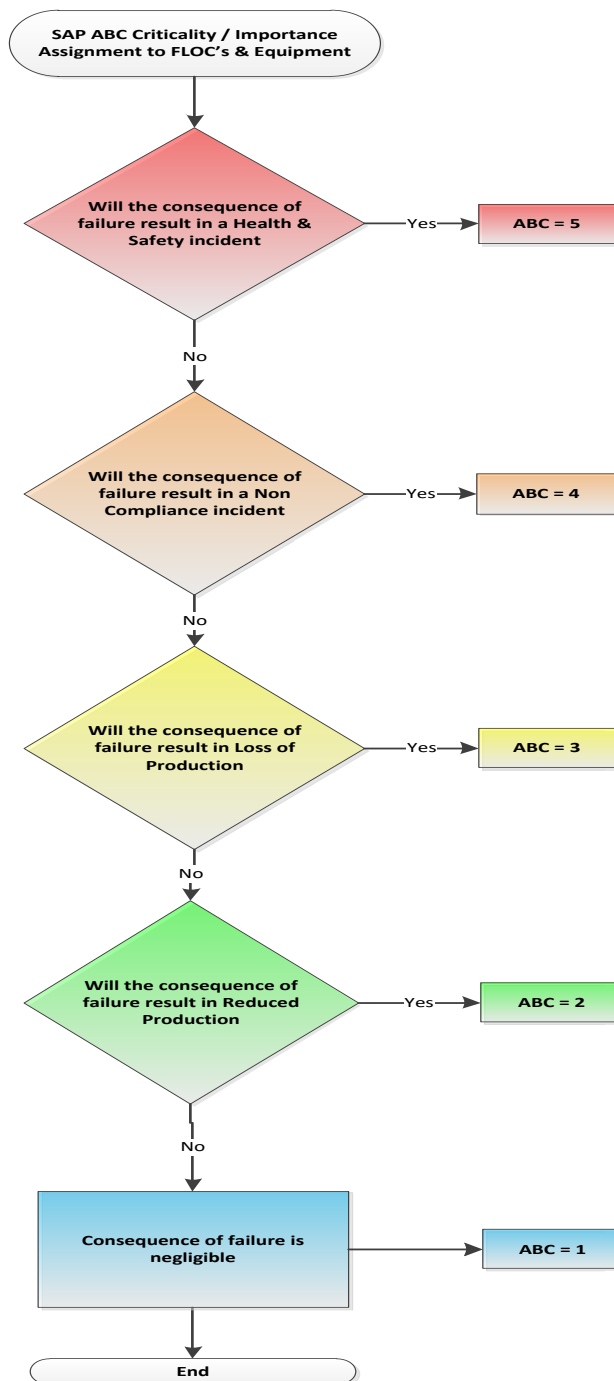 SAP ABC Criticality / Importance
Assignment to FLOC's & Equipment
Will the consequence of
failure result in a Health &
Safety incident
Yes
ABC = 5
No
Will the consequence of
failure result in a Non
Compliance incident
Yes
ABC = 4
No
Will the consequence of
failure result in Loss of
Production
Yes
ABC = 3
No
Will the consequence of
failure result in Reduced
Production
Yes
ABC = 2
No
Consequence of failure is
negligible
ABC = 1
End